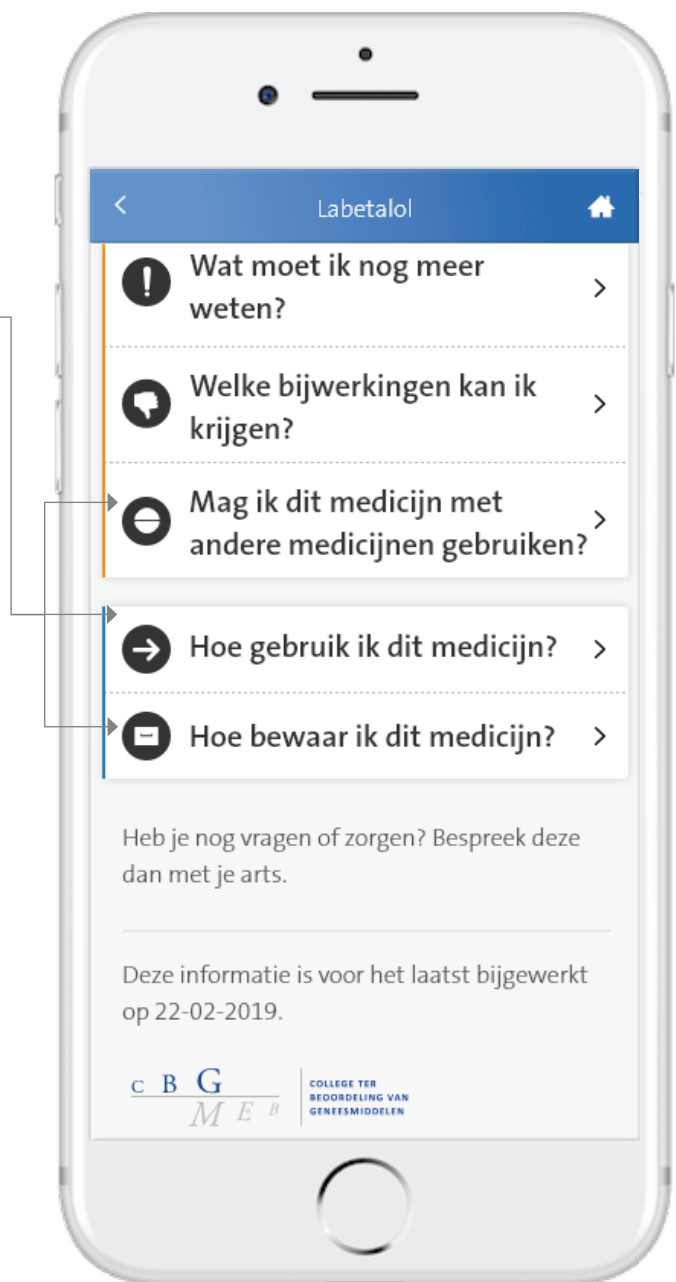 Labetalol
Wat moet ik nog meer
weten?
Welke bijwerkingen kan ik
krijgen?
Mag ik dit medicijn met
andere medicijnen gebruiken?
Hoe gebruik ik dit medicijn?
Hoe bewaar ik dit medicijn?
Heb je nog vragen of zorgen? Bespreek deze
dan met je arts.
Deze informatie is voor het laatst bijgewerkt
op 22-02-2019.
C B G
M E B
COLLEGE TER
BEOORDELING VAN
GENEESMIDDELEN